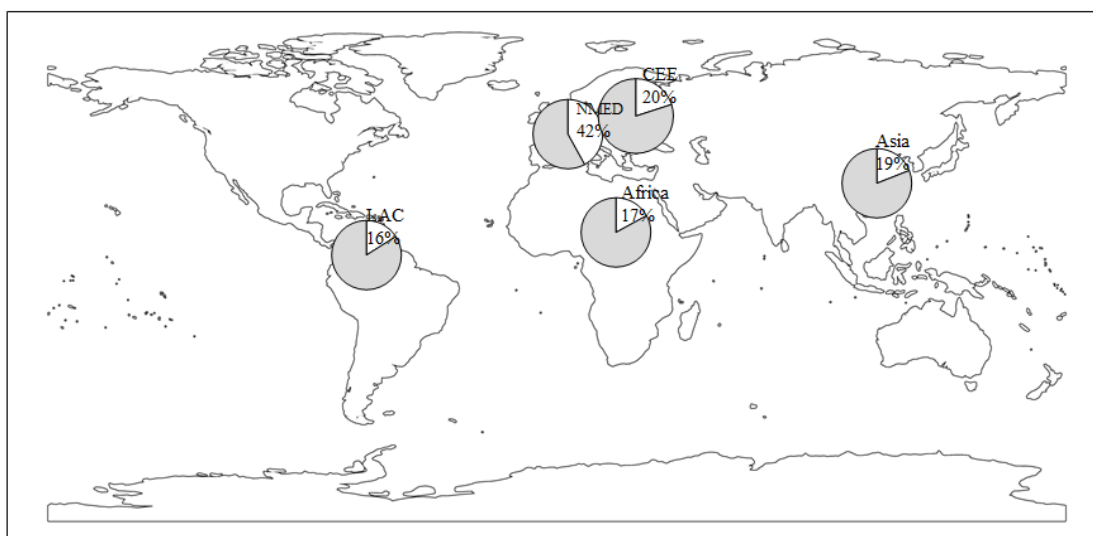 CEE
20%
NMED
42%
Asia
19%
Africa
17%
LAC
16%